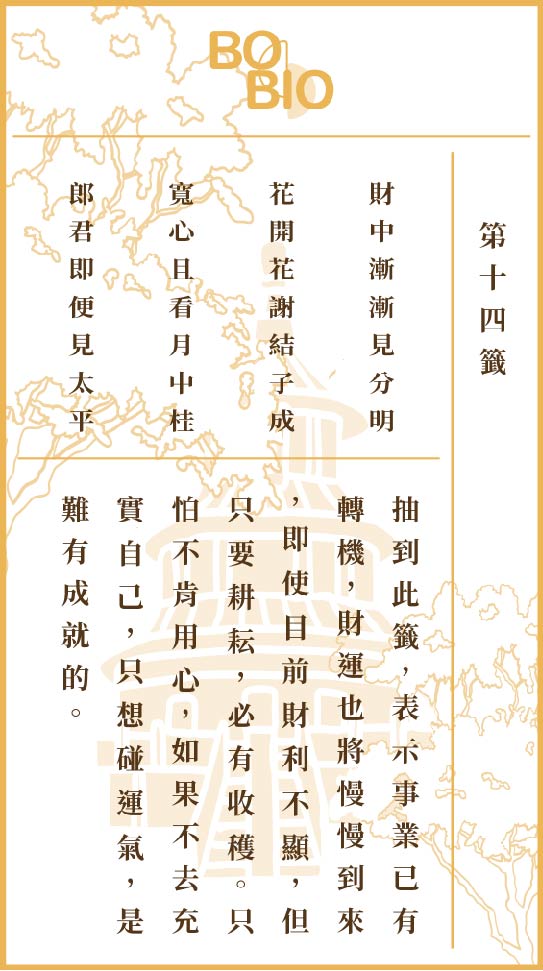 BO
BIO
第十四籤
財中漸漸見分明
花開花謝結子成
寬心且看月中桂
郎君即便見太平
抽到此籤，表示事業已有
轉機，財運也將慢慢到來
，即使目前財利不顯，但
只要耕耘，必有收穫。只
怕不肯用心，如果不去充
實自己，只想碰運氣，是
難有成就的。